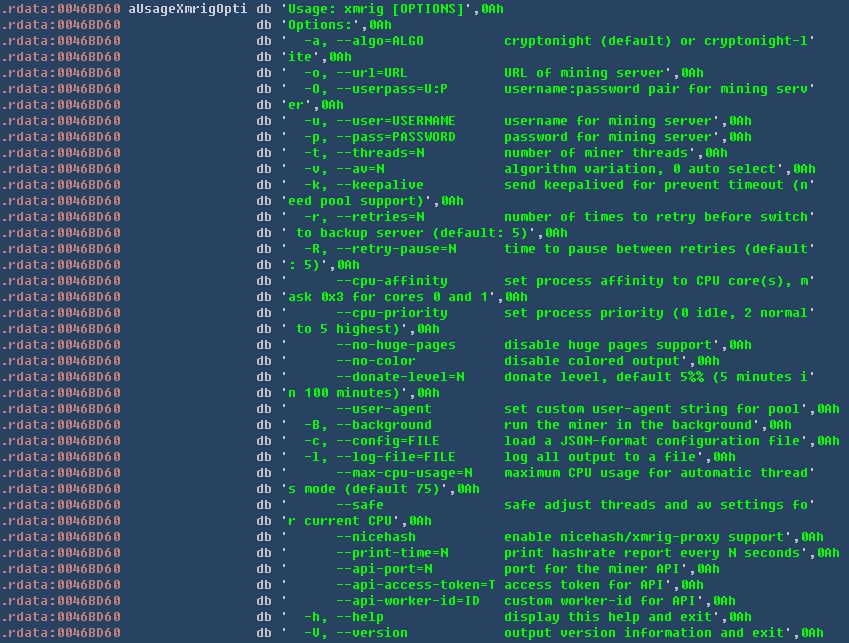 .rdata:0046BD60 aUsageXmrigOpti db 'Usage: xmrig [OPTIONS]',0Ah
.rdata:0046BD60                 db 'Options:',0Ah
.rdata:0046BD60                 db '  -a, --algo=ALGO          cryptonight (default) or cryptonight-l'
.rdata:0046BD60                 db 'ite',0Ah
.rdata:0046BD60                 db '  -o, --url=URL            URL of mining server',0Ah
.rdata:0046BD60                 db '  -O, --userpass=U:P       username:password pair for mining serv'
.rdata:0046BD60                 db 'er',0Ah
.rdata:0046BD60                 db '  -u, --user=USERNAME      username for mining server',0Ah
.rdata:0046BD60                 db '  -p, --pass=PASSWORD      password for mining server',0Ah
.rdata:0046BD60                 db '  -t, --threads=N          number of miner threads',0Ah
.rdata:0046BD60                 db '  -v, --av=N               algorithm variation, 0 auto select',0Ah
.rdata:0046BD60                 db '  -k, --keepalive          send keepalived for prevent timeout (n'
.rdata:0046BD60                 db 'eed pool support)',0Ah
.rdata:0046BD60                 db '  -r, --retries=N          number of times to retry before switch'
.rdata:0046BD60                 db ' to backup server (default: 5)',0Ah
.rdata:0046BD60                 db '  -R, --retry-pause=N      time to pause between retries (default'
.rdata:0046BD60                 db ': 5)',0Ah
.rdata:0046BD60                 db '      --cpu-affinity       set process affinity to CPU core(s), m'
.rdata:0046BD60                 db 'ask 0x3 for cores 0 and 1',0Ah
.rdata:0046BD60                 db '      --cpu-priority       set process priority (0 idle, 2 normal'
.rdata:0046BD60                 db ' to 5 highest)',0Ah
.rdata:0046BD60                 db '      --no-huge-pages      disable huge pages support',0Ah
.rdata:0046BD60                 db '      --no-color           disable colored output',0Ah
.rdata:0046BD60                 db '      --donate-level=N     donate level, default 5%% (5 minutes i'
.rdata:0046BD60                 db 'n 100 minutes)',0Ah
.rdata:0046BD60                 db '      --user-agent         set custom user-agent string for pool',0Ah
.rdata:0046BD60                 db '  -B, --background         run the miner in the background',0Ah
.rdata:0046BD60                 db '  -c, --config=FILE        load a JSON-format configuration file',0Ah
.rdata:0046BD60                 db '  -l, --log-file=FILE      log all output to a file',0Ah
.rdata:0046BD60                 db '      --max-cpu-usage=N    maximum CPU usage for automatic thread'
.rdata:0046BD60                 db 's mode (default 75)',0Ah
.rdata:0046BD60                 db '      --safe               safe adjust threads and av settings fo'
.rdata:0046BD60                 db 'r current CPU',0Ah
.rdata:0046BD60                 db '      --nicehash           enable nicehash/xmrig-proxy support',0Ah
.rdata:0046BD60                 db '      --print-time=N       print hashrate report every N seconds',0Ah
.rdata:0046BD60                 db '      --api-port=N         port for the miner API',0Ah
.rdata:0046BD60                 db '      --api-access-token=T access token for API',0Ah
.rdata:0046BD60                 db '      --api-worker-id=ID   custom worker-id for API',0Ah
.rdata:0046BD60                 db '  -h, --help               display this help and exit',0Ah
.rdata:0046BD60                 db '  -V, --version            output version information and exit',0Ah